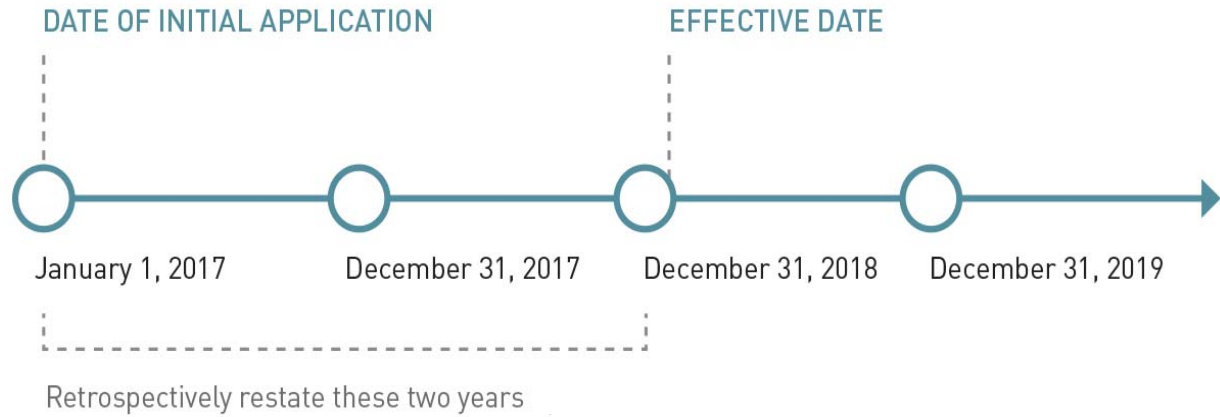 DATE OF INITIAL APPLICATION EFFECTIVE DATE
January 1, 2017 December 31, 2017 December 31, 2018 December 31, 2019
Retrospectively restate these two years